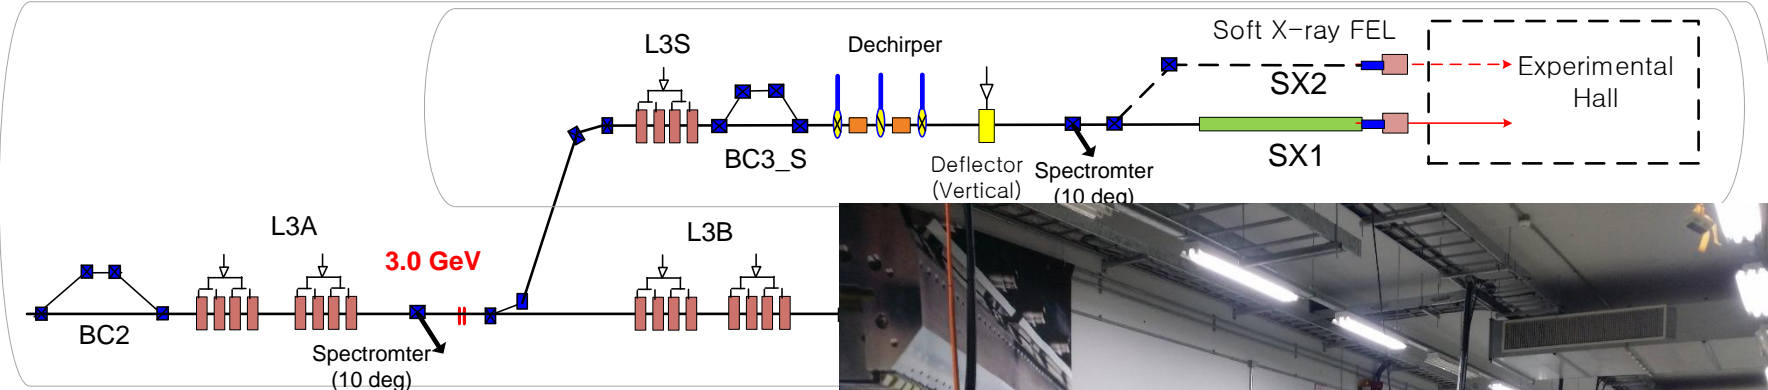 L3S
Dechirper
Soft X-ray FEL
SX2
Experimental
Hall
BC3_S
Deflector
(Vertical)
Spectromter
(10 deg)
SX1
L3A
3.0 GeV
L3B
BC2
Spectromter
(10 deg)